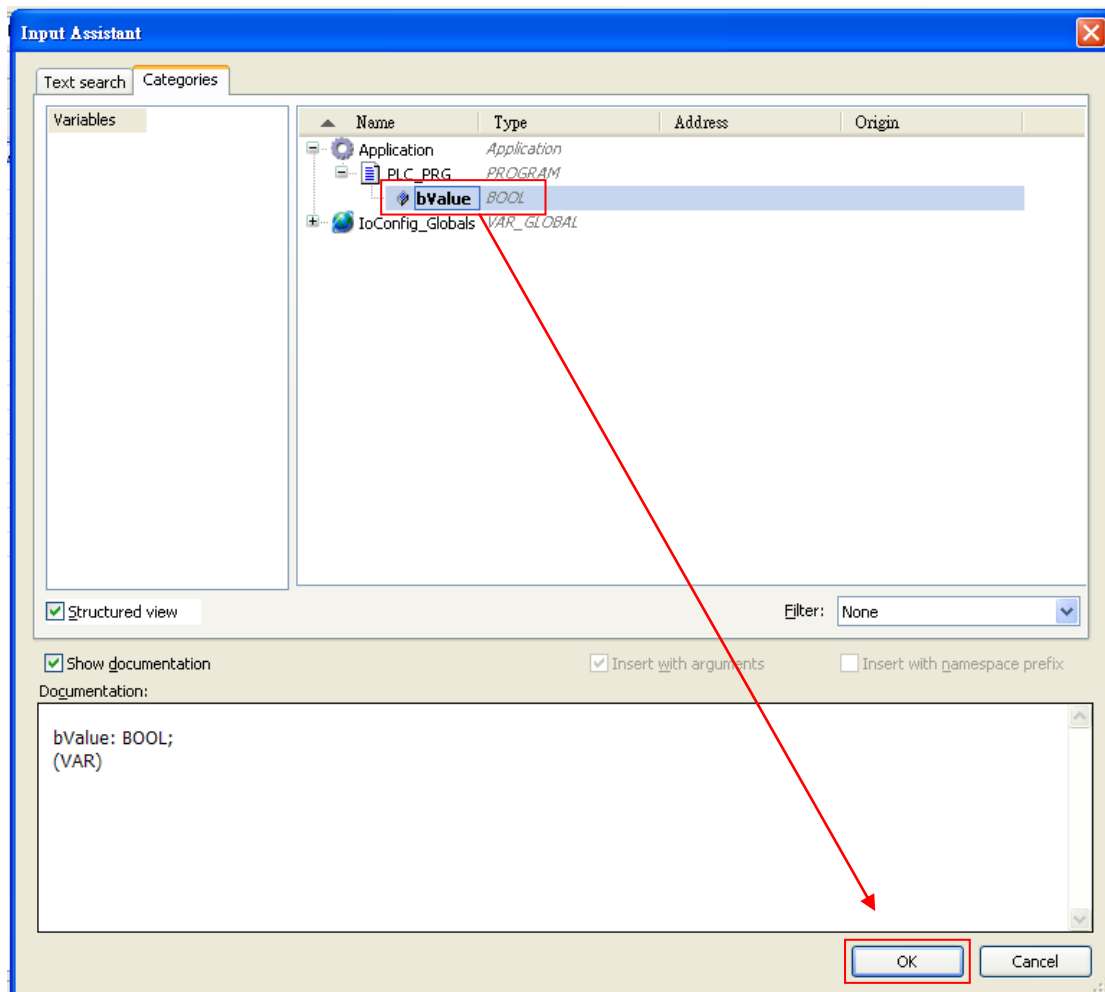 Input Assistant
Text search Categories
Variables
Name Type Address Origin
Application Application
PLC_PRG PROGRAM
bValue BOOL
IoConfig_Globals VAR_GLOBAL
Structured view Filter: None
Show documentation Insert with arguments Insert with namespace prefix
Documentation:
bValue: BOOL;
(VAR)
OK Cancel